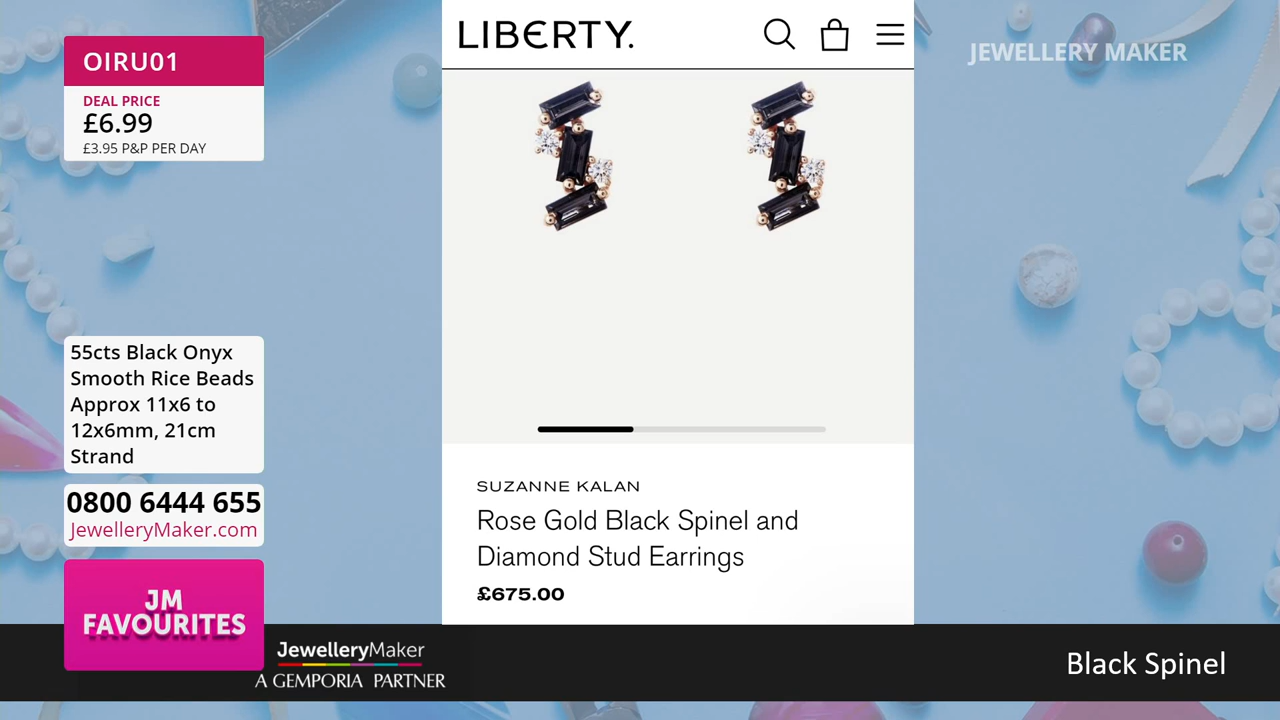 OIRU01
DEAL PRICE
£6.99
£3.95 P&P PER DAY
55cts Black Onyx
Smooth Rice Beads
Approx 11x6 to
12x6mm, 21cm
Strand
0800 6444 655
JewelleryMaker.com
JM
FAVOURITES
LIBERTY.
SUZANNE KALAN
Rose Gold Black Spinel and
Diamond Stud Earrings
£675.00
JEWELLERY MAKER
JewelleryMaker
A GEMPORIA PARTNER
Black Spinel